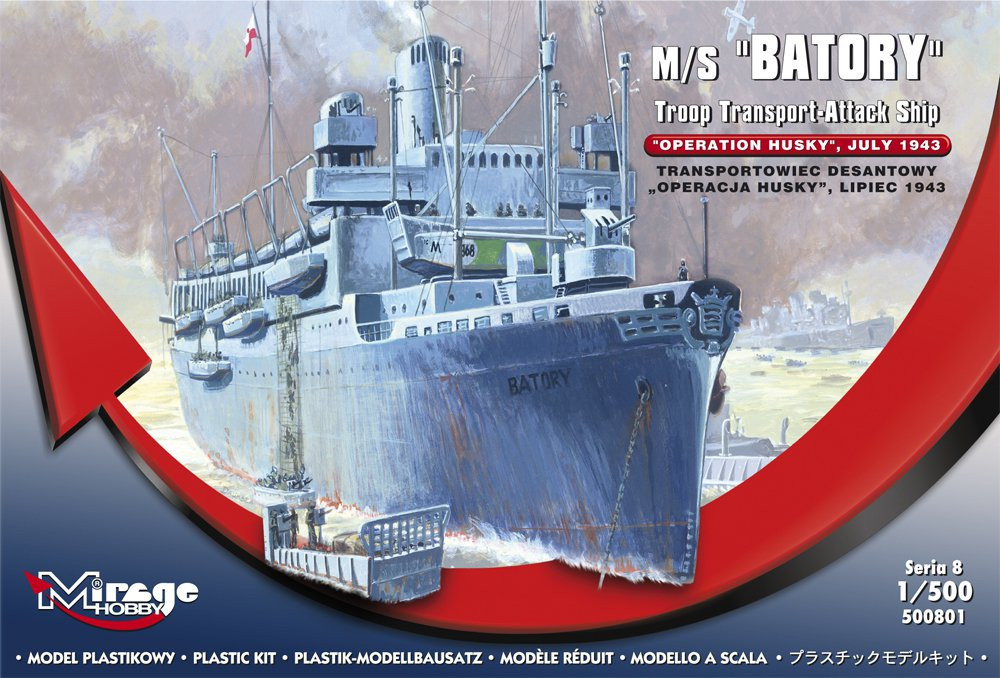 M/S "BATORY"
Troop Transport-Attack Ship
"OPERATION HUSKY", JULY 1943
TRANSPORTOWIEC DESANTOWY
„OPERACJA HUSKY”, LIPIEC 1943
M 868
BATORY
Mirage®
HOBBY
Seria 8
1/500
500801
• MODEL PLASTIKOWY • PLASTIC KIT • PLASTIK-MODELLBAUSATZ • MODÈLE RÉDUIT • MODELLO A SCALA • プラスチックモデルキット •